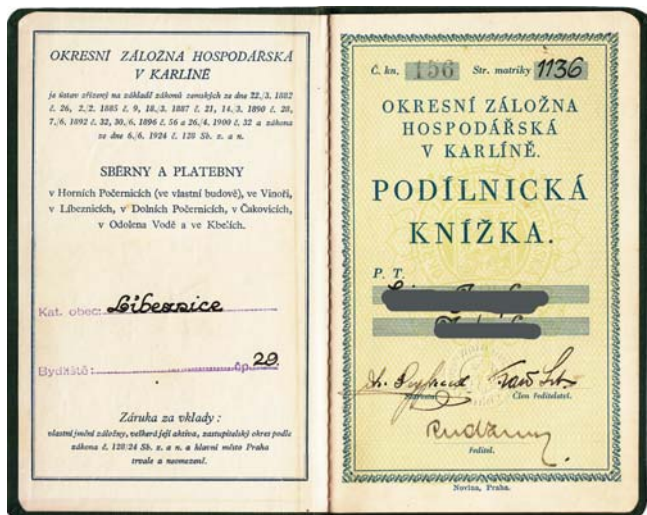 OKRESNÍ ZÁLOŽNA HOSPODÁŘSKÁ
V KARLÍNĚ
je ústav zřízený na základě zákonů zemských ze dne 22./3. 1882
č. 26, 2./2. 1885 č. 9, 18./3. 1887 č. 21, 14./3. 1890 č. 28,
7./6. 1892 č. 32, 30./6. 1896 č. 56 a 26./4. 1900 č. 32 a zákona
ze dne 6./6. 1924 č. 128 Sb. z. a n.
SBĚRNY A PLATEBNY
v Horních Počernicích (ve vlastní budově), ve Vinoři,
v Líbeznicích, v Dolních Počernicích, v Čakovicích,
v Odolena Vodě a ve Kbelích.
Kat. obec: Líbeznice
Bydliště: čp. 29.
Záruka za vklady:
vlastní jmění záložny, veškerá její aktiva, zastupitelský okres podle
zákona č. 128/24 Sb. z. a n. a hlavní město Praha
trvale a neomezeně.
Č. kn. 156 Str. matriky 1136
OKRESNÍ ZÁLOŽNA
HOSPODÁŘSKÁ
V KARLÍNĚ.
PODÍLNICKÁ
KNÍŽKA.
P. T.
Člen ředitelství.
ředitel.
Novina, Praha.